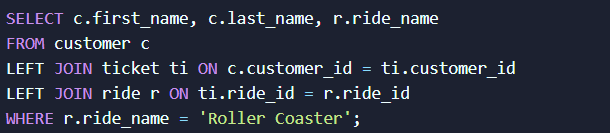 SELECT c.first_name, c.last_name, r.ride_name
FROM customer c
LEFT JOIN ticket ti ON c.customer_id = ti.customer_id
LEFT JOIN ride r ON ti.ride_id = r.ride_id
WHERE r.ride_name = 'Roller Coaster';